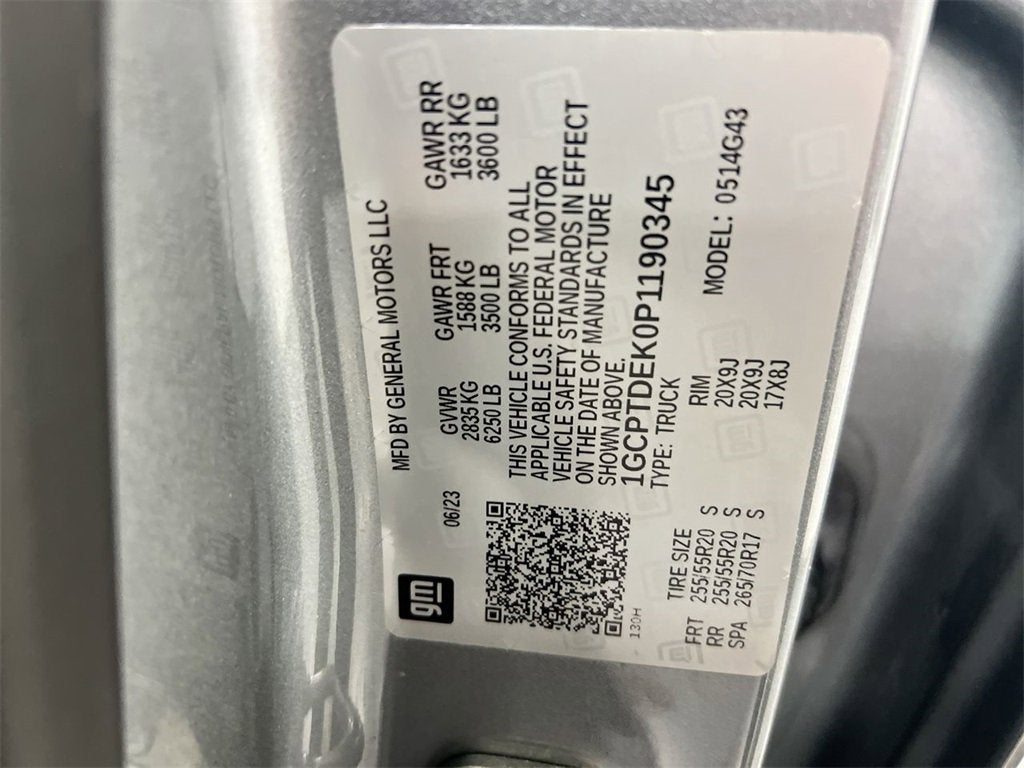 gm
MFD BY GENERAL MOTORS LLC
06/23 GVWR GAWR FRT GAWR RR
2835 KG 1588 KG 1633 KG
6250 LB 3500 LB 3600 LB
THIS VEHICLE CONFORMS TO ALL
APPLICABLE U.S. FEDERAL MOTOR
VEHICLE SAFETY STANDARDS IN EFFECT
ON THE DATE OF MANUFACTURE
SHOWN ABOVE.
1GCPTDEK0P1190345
TYPE: TRUCK
130H
TIRE SIZE RIM MODEL: 0514G43
FRT 255/55R20 S 20X9J
RR 255/55R20 S 20X9J
SPA 265/70R17 S 17X8J